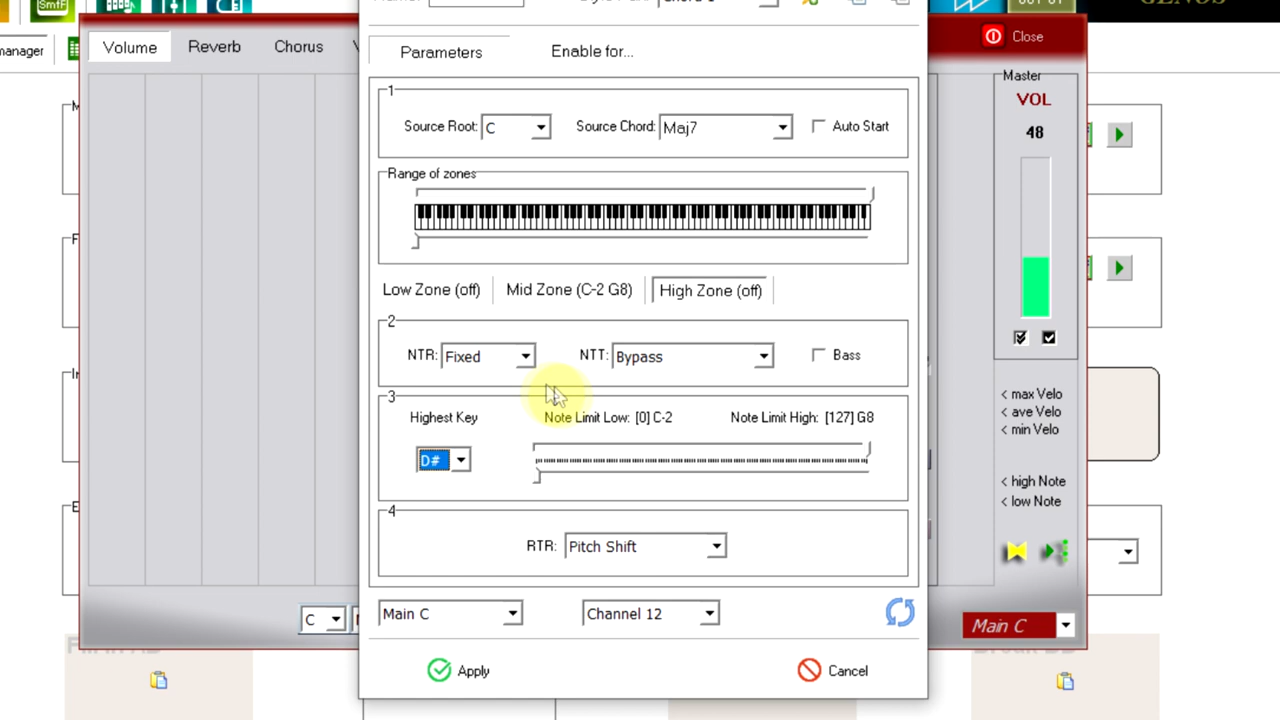 SmtF
manager
Volume
Reverb
Chorus
Parameters
Enable for...
1
Source Root:
C
Source Chord:
Maj7
Auto Start
Range of zones
Low Zone (off)
Mid Zone (C-2 G8)
High Zone (off)
2
NTR:
Fixed
NTT:
Bypass
Bass
3
Highest Key
Note Limit Low: [0] C-2
Note Limit High: [127] G8
D#
4
RTR:
Pitch Shift
Main C
Channel 12
Apply
Cancel
C
Close
Master
VOL
48
< max Velo
< ave Velo
< min Velo
< high Note
< low Note
Main C